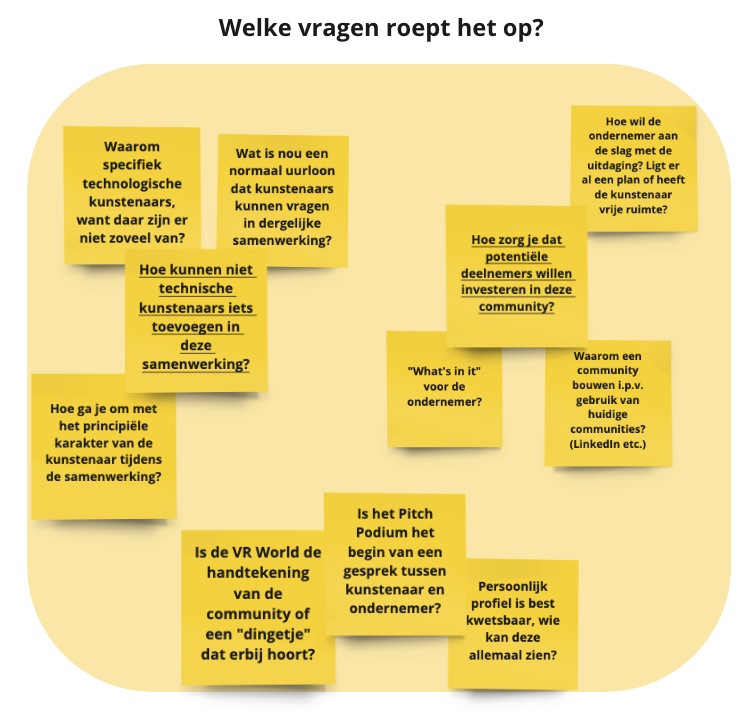 Welke vragen roept het op?
Waarom
specifiek
technologische
kunstenaars,
want daar zijn er
niet zoveel van?
Wat is nou een
normaal uurloon
dat kunstenaars
kunnen vragen
in dergelijke
samenwerking?
Hoe kunnen niet
technische
kunstenaars iets
toevoegen in
deze
samenwerking?
Hoe ga je om met
het principiële
karakter van de
kunstenaar tijdens
de samenwerking?
Hoe wil de
ondernemer aan
de slag met de
uitdaging? Ligt er
al een plan of heeft
de kunstenaar
vrije ruimte?
Hoe zorg je dat
potentiële
deelnemers willen
investeren in deze
community?
"What's in it"
voor de
ondernemer?
Waarom een
community
bouwen i.p.v.
gebruik van
huidige
communities?
(LinkedIn etc.)
Is de VR World de
handtekening
van de
community of
een "dingetje"
dat erbij hoort?
Is het Pitch
Podium het
begin van een
gesprek tussen
kunstenaar en
ondernemer?
Persoonlijk
profiel is best
kwetsbaar, wie
kan deze
allemaal zien?